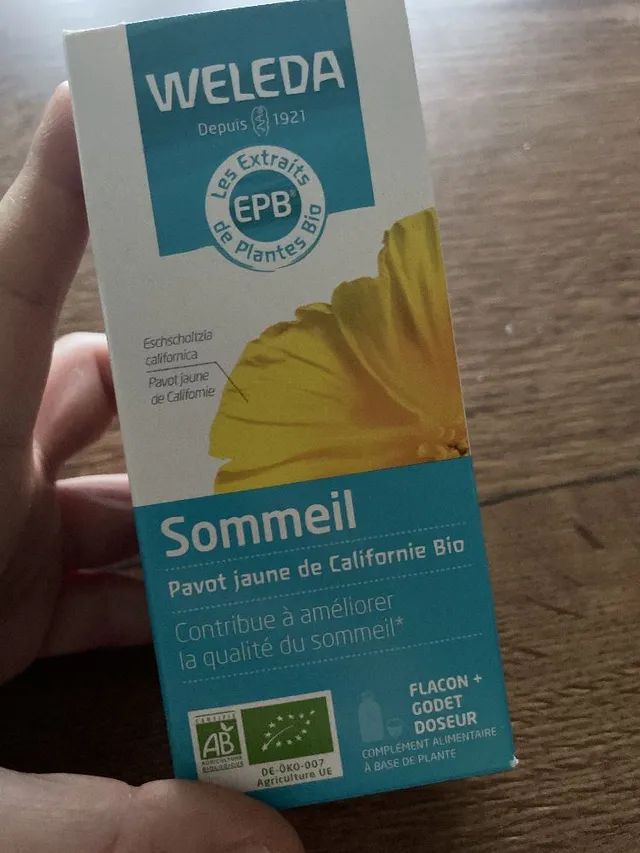 WELEDA
Depuis 1921
Les Extraits
EPB®
de Plantes Bio
Eschscholtzia
californica
Pavot jaune
de Californie
Sommeil
Pavot jaune de Californie Bio
Contribue à améliorer
la qualité du sommeil*
FLACON +
GODET
DOSEUR
COMPLÉMENT ALIMENTAIRE
À BASE DE PLANTE
CERTIFIÉ
AB
AGRICULTURE
BIOLOGIQUE
DE-ÖKO-007
Agriculture UE